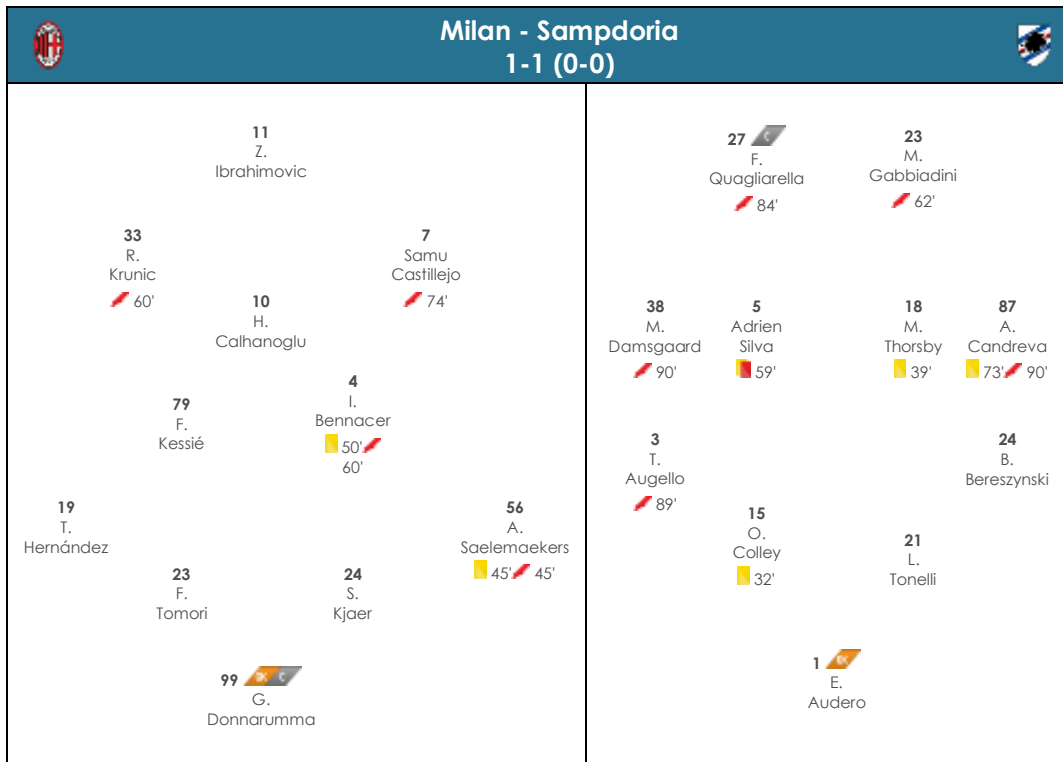 Milan - Sampdoria
1-1 (0-0)
11
Z.
Ibrahimovic
33
R.
Krunic
60'
7
Samu
Castillejo
74'
10
H.
Calhanoglu
79
F.
Kessié
4
I.
Bennacer
50'
60'
19
T.
Hernández
56
A.
Saelemaekers
45' 45'
23
F.
Tomori
24
S.
Kjaer
99 GK C
G.
Donnarumma
27 C
F.
Quagliarella
84'
23
M.
Gabbiadini
62'
38
M.
Damsgaard
90'
5
Adrien
Silva
59'
18
M.
Thorsby
39'
87
A.
Candreva
73' 90'
3
T.
Augello
89'
24
B.
Bereszynski
15
O.
Colley
32'
21
L.
Tonelli
1 GK
E.
Audero